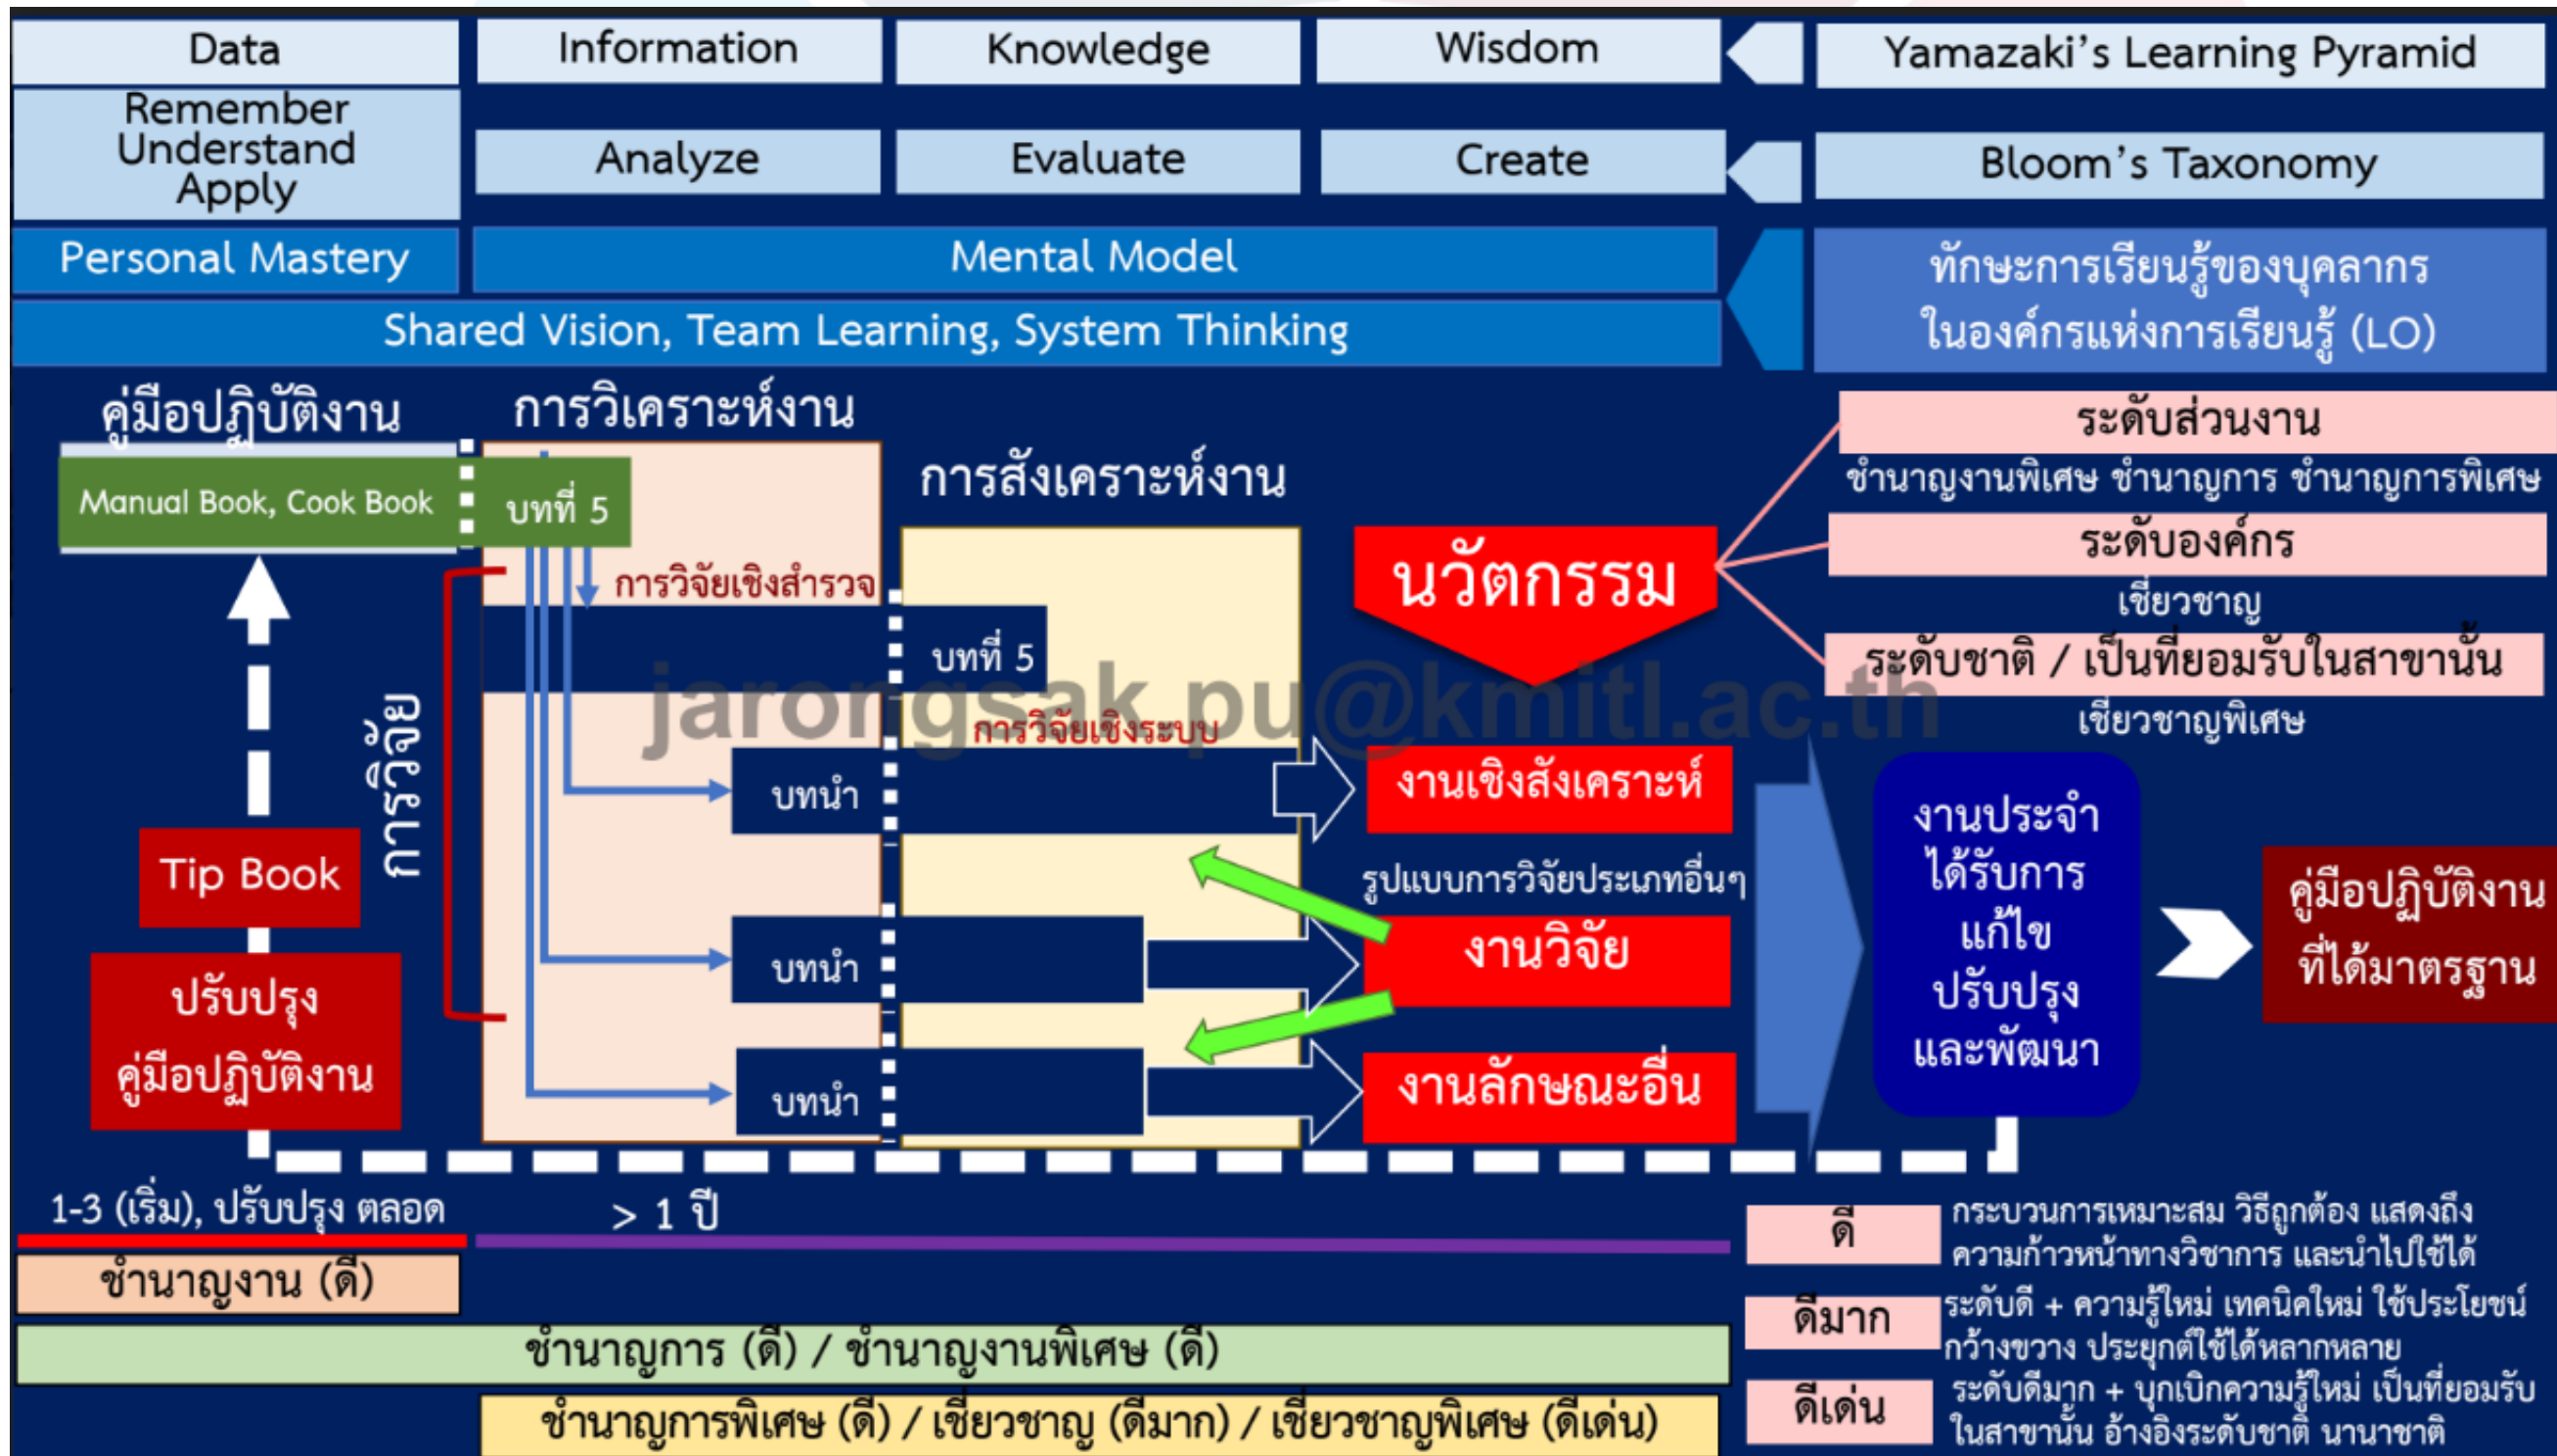 Data
Information
Knowledge
Wisdom
Yamazaki's Learning Pyramid
Remember
Understand
Apply
Analyze
Evaluate
Create
Bloom's Taxonomy
Personal Mastery
Mental Model
ทักษะการเรียนรู้ของบุคลากร
ในองค์กรแห่งการเรียนรู้ (LO)
Shared Vision, Team Learning, System Thinking
คู่มือปฏิบัติงาน
การวิเคราะห์งาน
การสังเคราะห์งาน
ระดับส่วนงาน
ชำนาญงานพิเศษ ชำนาญการ ชำนาญการพิเศษ
Manual Book, Cook Book
บทที่ 5
นวัตกรรม
ระดับองค์กร
เชี่ยวชาญ
การวิจัยเชิงสำรวจ
บทที่ 5
ระดับชาติ / เป็นที่ยอมรับในสาขานั้น
เชี่ยวชาญพิเศษ
jarongsak.pu@kmitl.ac.th
การวิจัย
การวิจัยเชิงระบบ
บทนำ
งานเชิงสังเคราะห์
Tip Book
รูปแบบการวิจัยประเภทอื่นๆ
บทนำ
งานวิจัย
ปรับปรุง
คู่มือปฏิบัติงาน
บทนำ
งานลักษณะอื่น
งานประจำ
ได้รับการ
แก้ไข
ปรับปรุง
และพัฒนา
คู่มือปฏิบัติงาน
ที่ได้มาตรฐาน
1-3 (เริ่ม), ปรับปรุง ตลอด
> 1 ปี
ชำนาญงาน (ดี)
ชำนาญการ (ดี) / ชำนาญงานพิเศษ (ดี)
ชำนาญการพิเศษ (ดี) / เชี่ยวชาญ (ดีมาก) / เชี่ยวชาญพิเศษ (ดีเด่น)
ดี
กระบวนการเหมาะสม วิธีถูกต้อง แสดงถึง
ความก้าวหน้าทางวิชาการ และนำไปใช้ได้
ดีมาก
ระดับดี + ความรู้ใหม่ เทคนิคใหม่ ใช้ประโยชน์
กว้างขวาง ประยุกต์ใช้ได้หลากหลาย
ดีเด่น
ระดับดีมาก + บุกเบิกความรู้ใหม่ เป็นที่ยอมรับ
ในสาขานั้น อ้างอิงระดับชาติ นานาชาติ